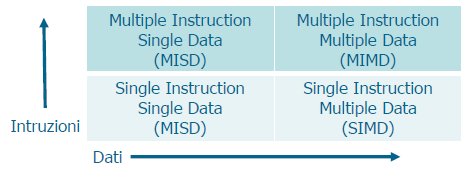 Multiple Instruction
Single Data
(MISD)
Multiple Instruction
Multiple Data
(MIMD)
Single Instruction
Single Data
(MISD)
Single Instruction
Multiple Data
(SIMD)
Intruzioni
Dati